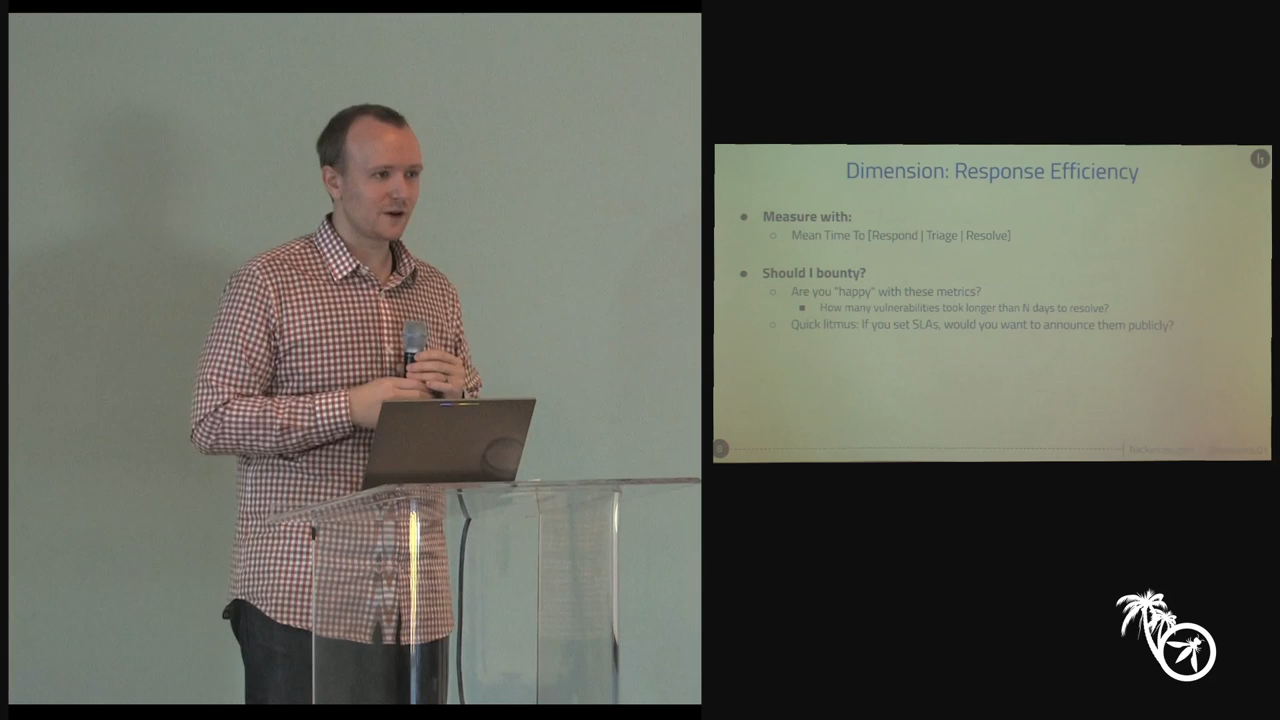 Dimension: Response Efficiency
● Measure with:
○ Mean Time To [Respond | Triage | Resolve]
● Should I bounty?
○ Are you "happy" with these metrics?
■ How many vulnerabilities took longer than N days to resolve?
○ Quick litmus: If you set SLAs, would you want to announce them publicly?
h